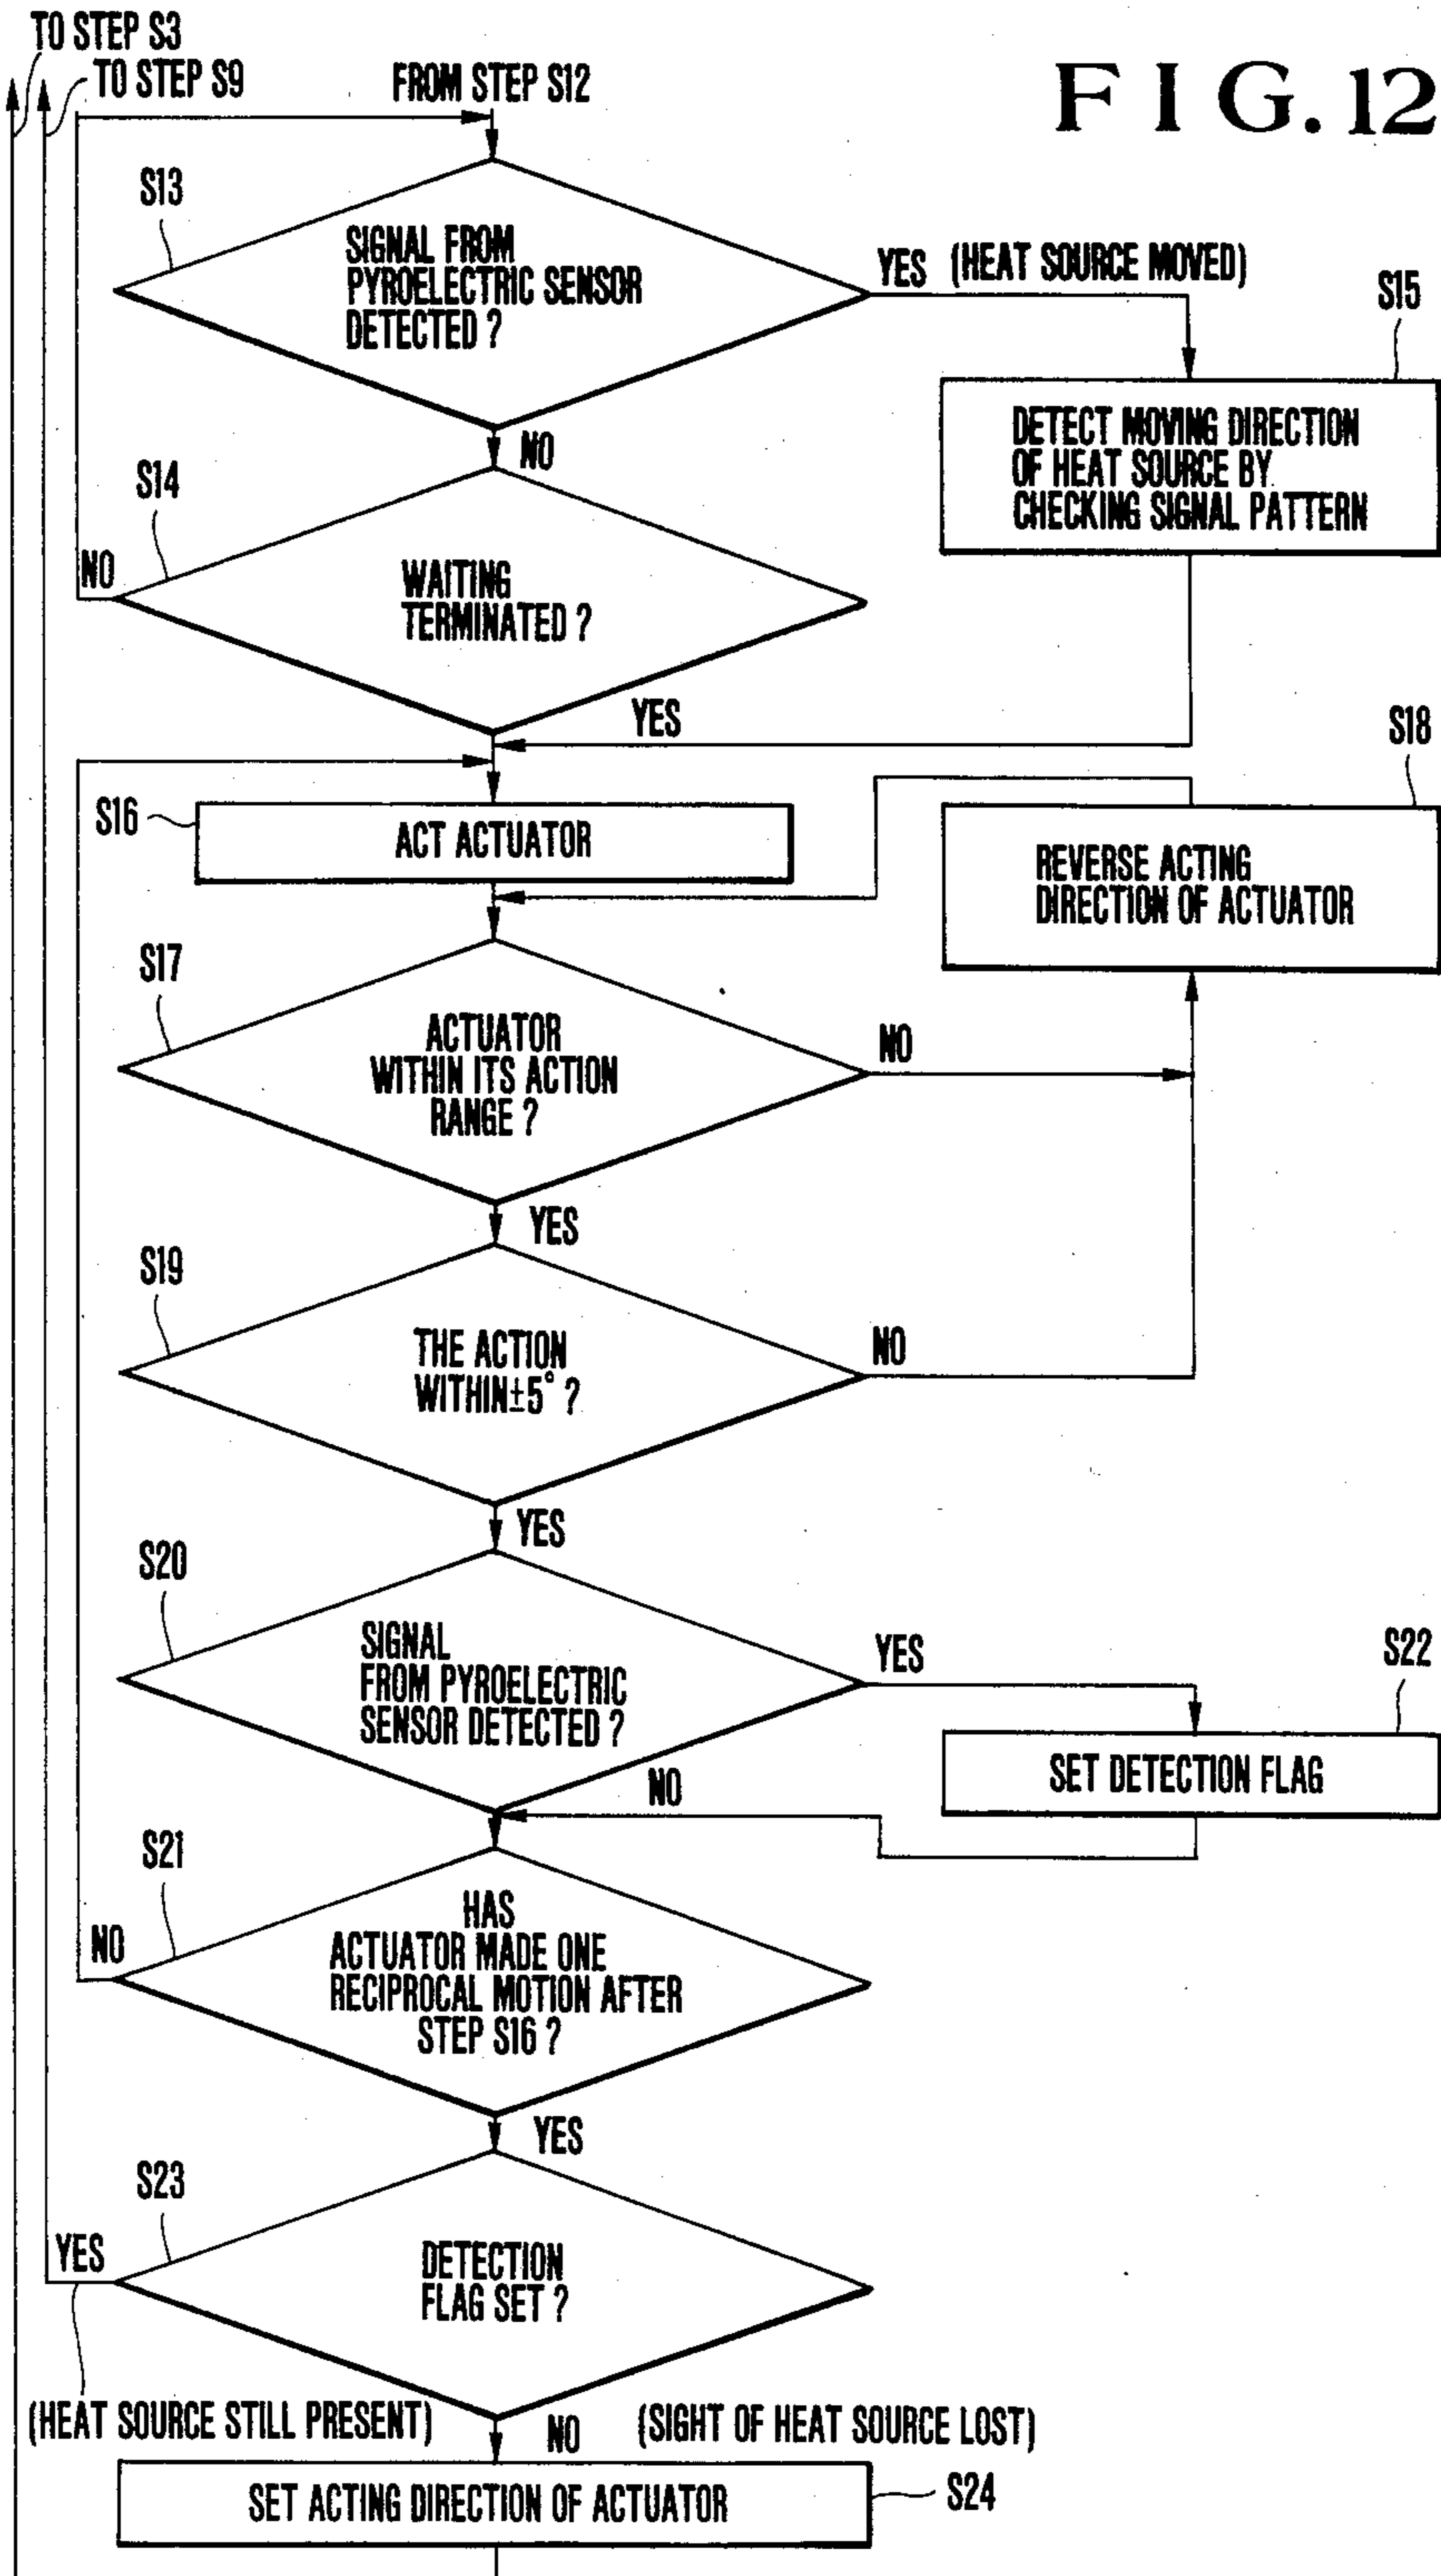 TO STEP S3
TO STEP S9
FROM STEP S12
FIG. 12
S13
SIGNAL FROM
PYROELECTRIC SENSOR
DETECTED ?
YES (HEAT SOURCE MOVED)
S15
DETECT MOVING DIRECTION
OF HEAT SOURCE BY
CHECKING SIGNAL PATTERN
NO
S14
NO
WAITING
TERMINATED ?
YES
S18
S16
ACT ACTUATOR
REVERSE ACTING
DIRECTION OF ACTUATOR
S17
ACTUATOR
WITHIN ITS ACTION
RANGE ?
NO
YES
S19
THE ACTION
WITHIN±5° ?
NO
YES
S20
SIGNAL
FROM PYROELECTRIC
SENSOR DETECTED ?
YES
S22
SET DETECTION FLAG
NO
S21
NO
HAS
ACTUATOR MADE ONE
RECIPROCAL MOTION AFTER
STEP S16 ?
YES
S23
YES
DETECTION
FLAG SET ?
(HEAT SOURCE STILL PRESENT)
NO
(SIGHT OF HEAT SOURCE LOST)
SET ACTING DIRECTION OF ACTUATOR
S24